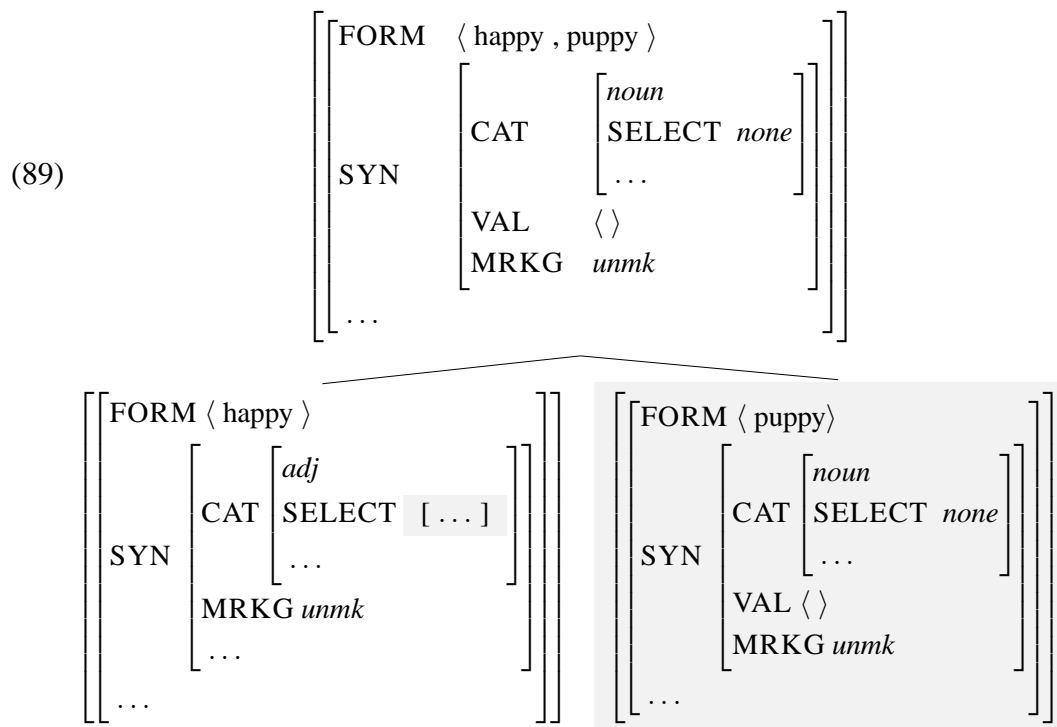 (89)
FORM ⟨ happy , puppy ⟩
SYN
CAT
noun
SELECT none
. . .
VAL ⟨ ⟩
MRKG unmk
. . .
FORM ⟨ happy ⟩
SYN
CAT
adj
SELECT [ . . . ]
. . .
MRKG unmk
. . .
. . .
FORM ⟨ puppy⟩
SYN
CAT
noun
SELECT none
. . .
VAL ⟨ ⟩
MRKG unmk
. . .